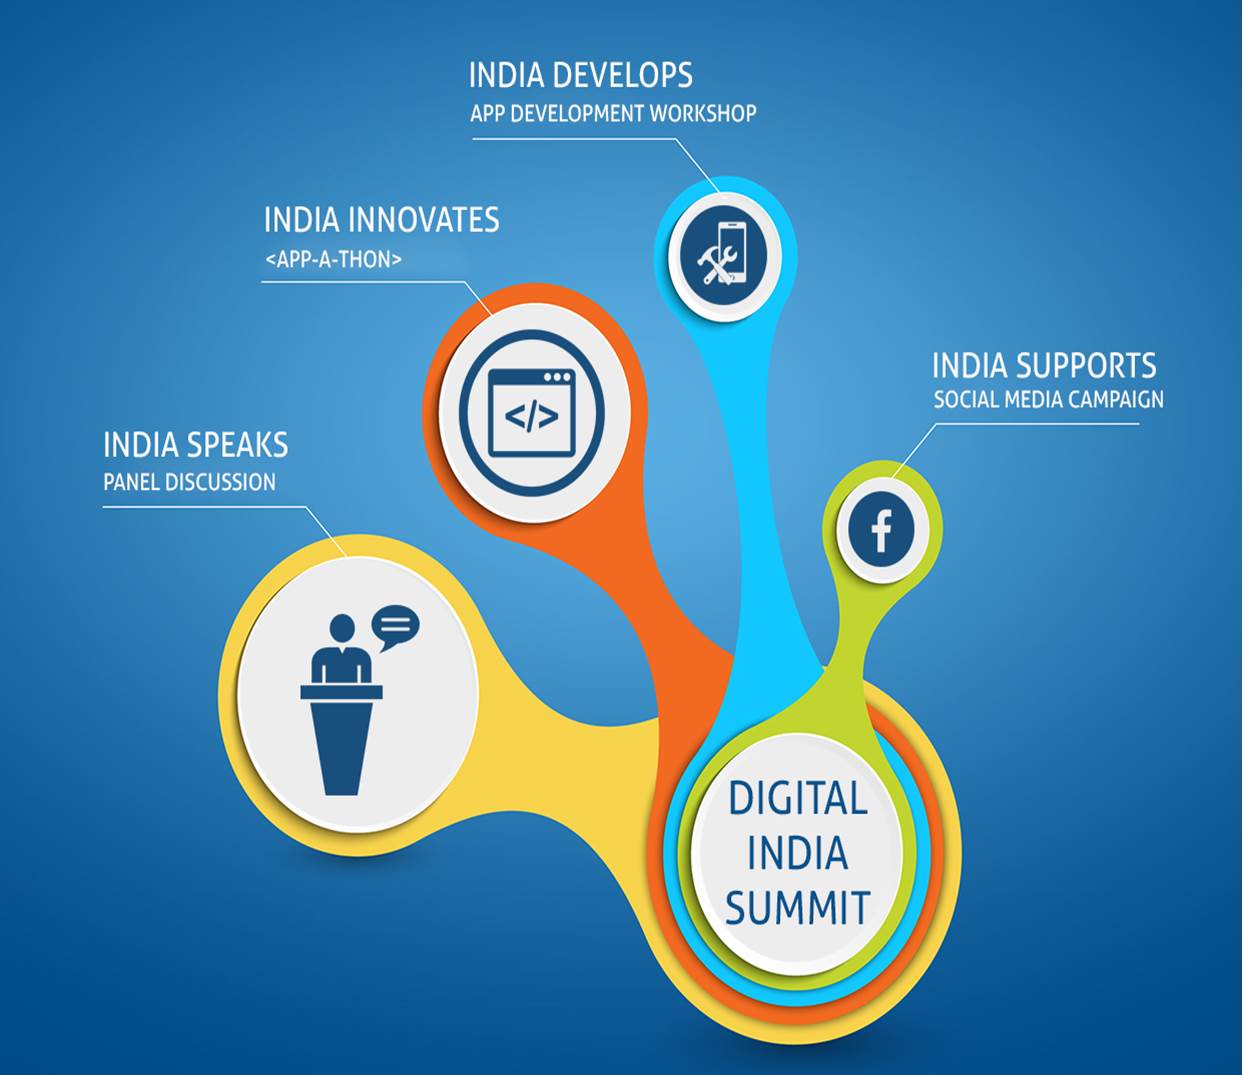 INDIA DEVELOPS
APP DEVELOPMENT WORKSHOP
INDIA INNOVATES
<APP-A-THON>
</>
INDIA SUPPORTS
SOCIAL MEDIA CAMPAIGN
f
INDIA SPEAKS
PANEL DISCUSSION
DIGITAL
INDIA
SUMMIT